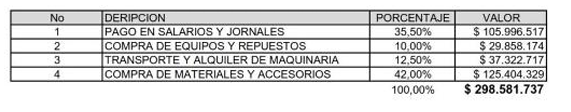 No DERIPCION PORCENTAJE VALOR
1 PAGO EN SALARIOS Y JORNALES 35,50% $ 105.996.517
2 COMPRA DE EQUIPOS Y REPUESTOS 10,00% $ 29.858.174
3 TRANSPORTE Y ALQUILER DE MAQUINARIA 12,50% $ 37.322.717
4 COMPRA DE MATERIALES Y ACCESORIOS 42,00% $ 125.404.329
100,00% $ 298.581.737